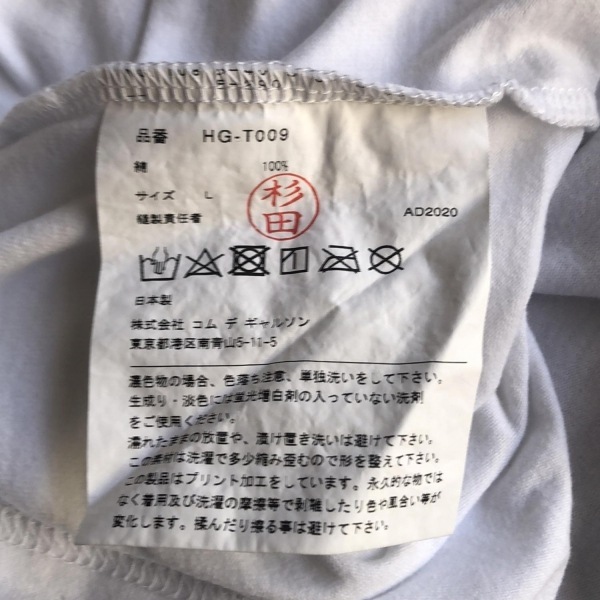 品番 HG-T009
綿 100%
サイズ L
杉田
縫製責任者 AD2020
日本製
株式会社 コム デ ギャルソン
東京都港区南青山5-11-5
濃色物の場合、色落ち注意、単独洗いをして下さい。
生成り・淡色には蛍光増白剤の入っていない洗剤
をご使用ください。
濡れたままの放置や、漬け置き洗いは避けて下さい。
この素材は洗濯で多少縮み歪むので形を整えて下さい。
この製品はプリント加工をしています。永久的な物では
なく着用及び洗濯の摩擦等で剥離したり色や風合い等が
変化します。揉んだり擦る事は避けて下さい。